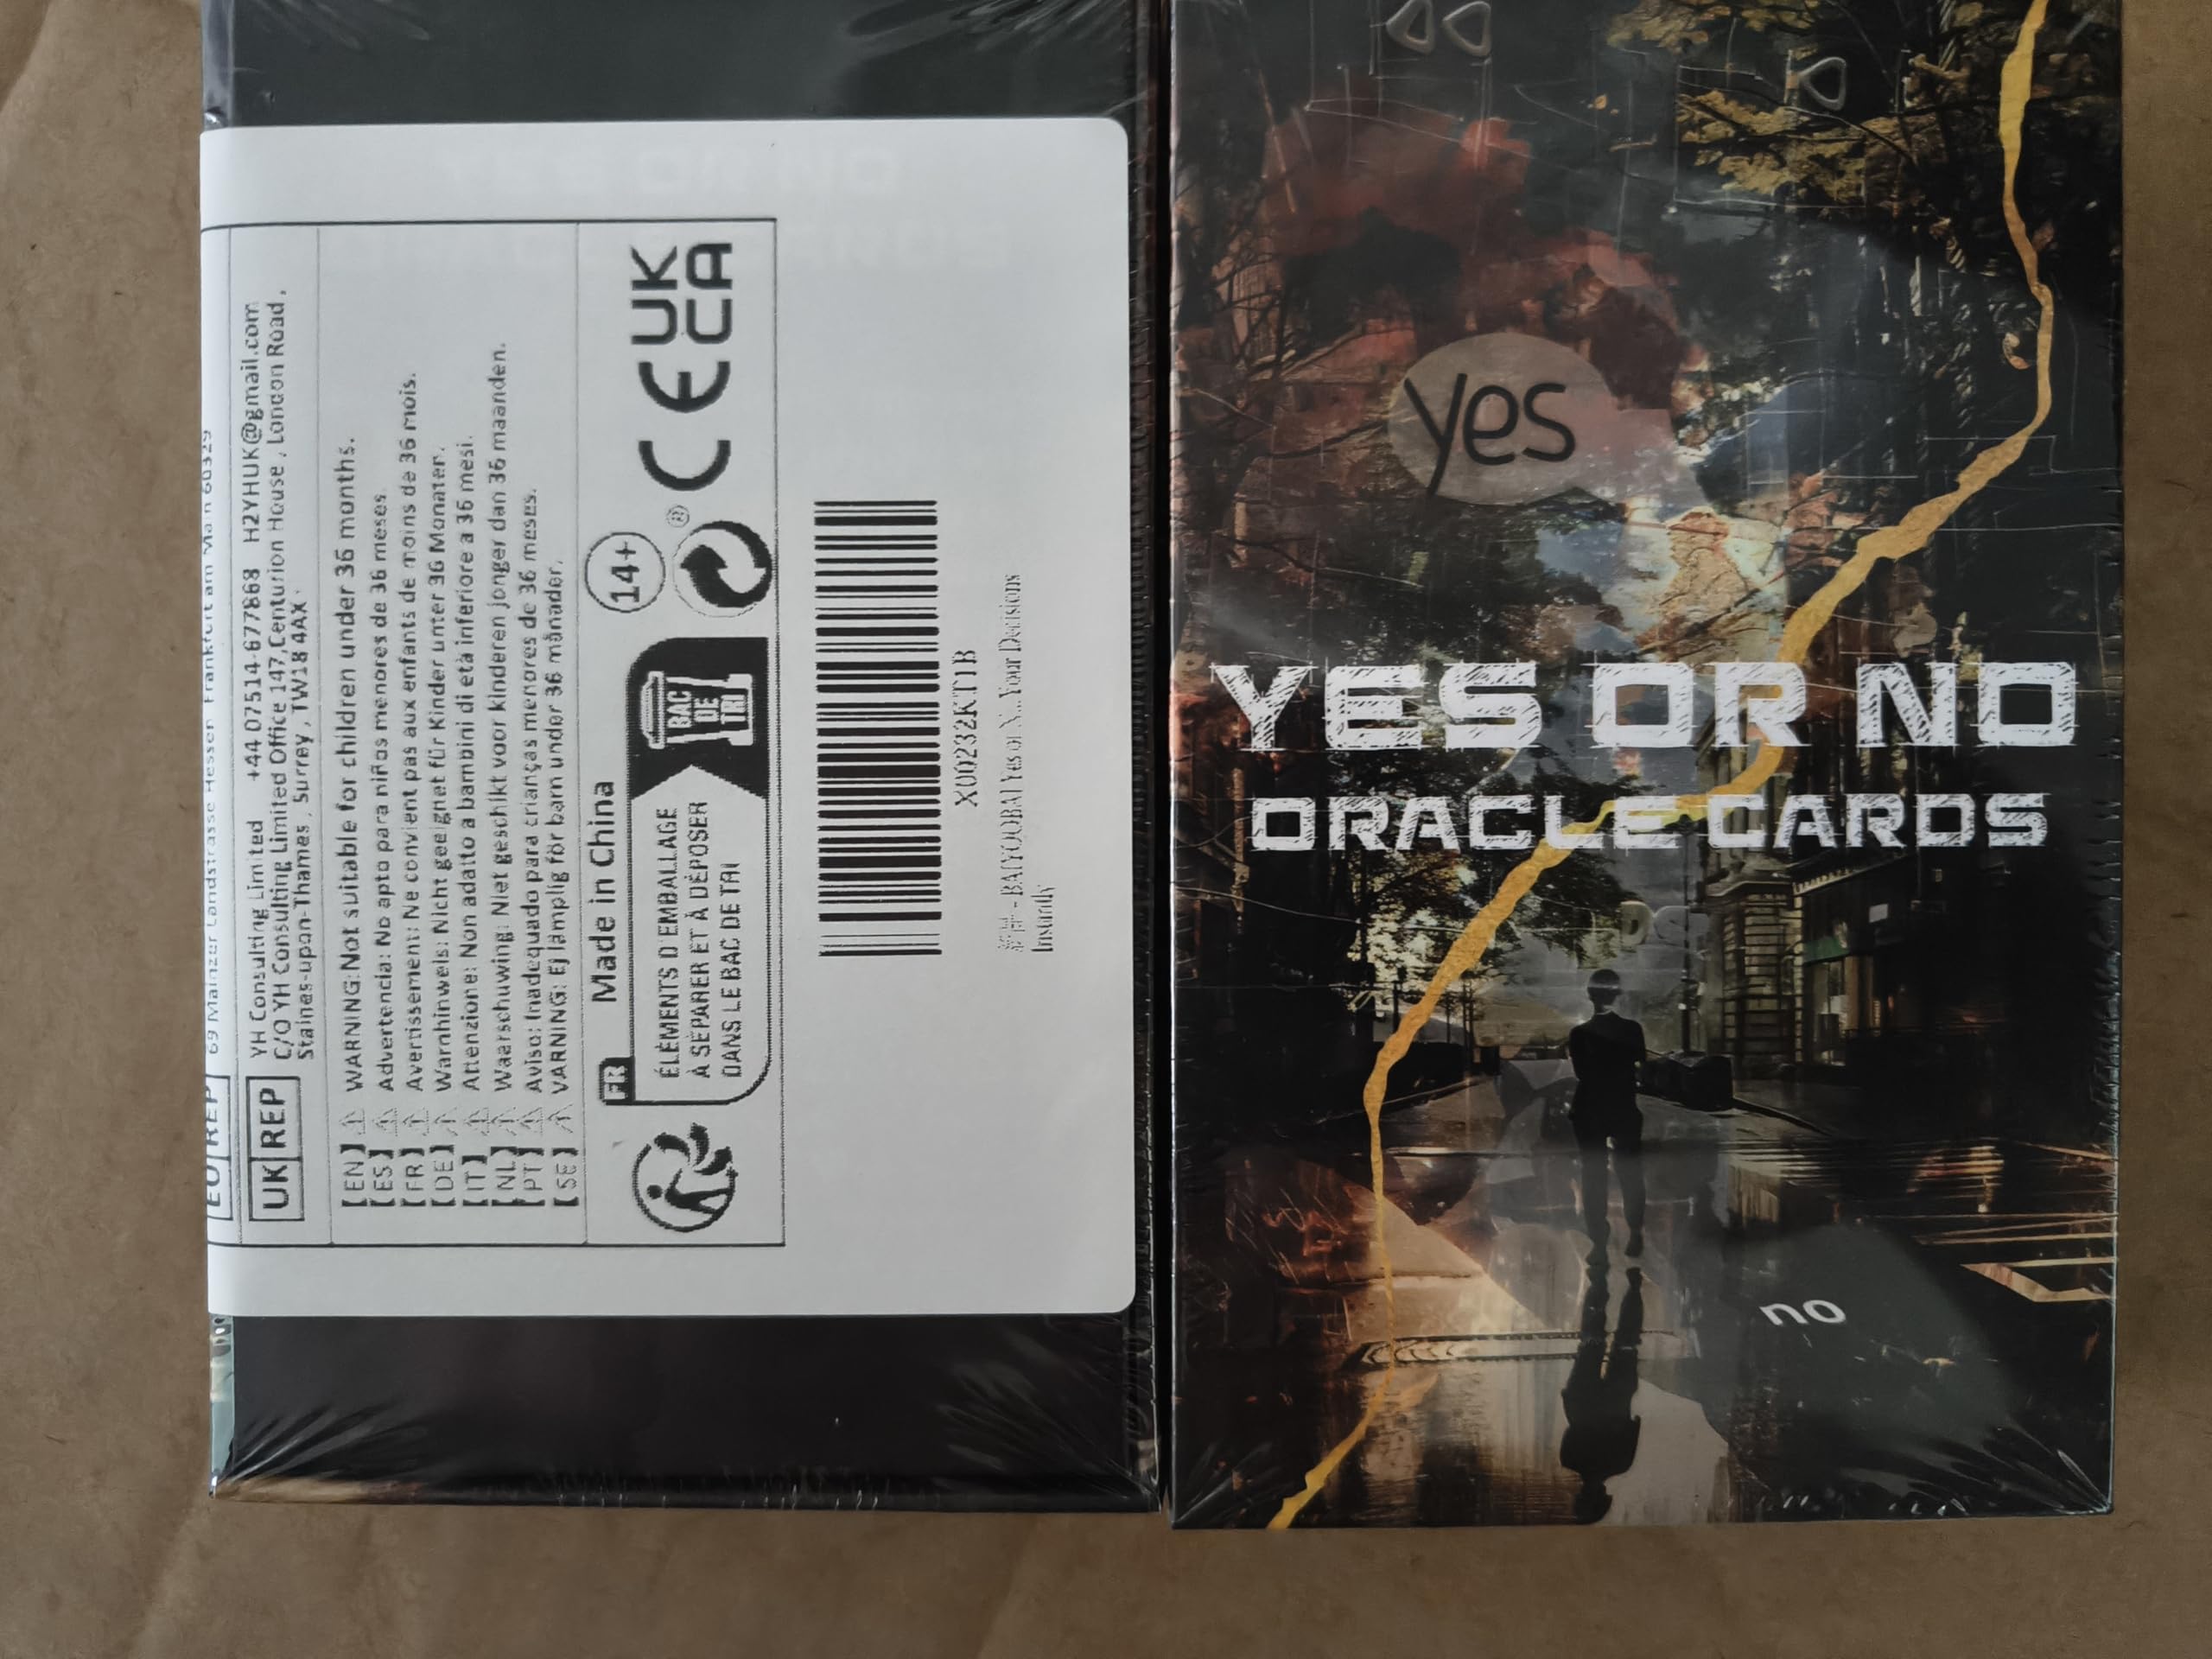 EU REP 69 Mainzer Landstrasse Hessen Frankfurt am Main 60329
UK REP
YH Consulting Limited +44 07514-677868 H2YHUK@gmail.com
C/O YH Consulting Limited Office 147, Centurion House, London Road,
Staines-upon-Thames, Surrey, TW18 4AX
【EN】 WARNING: Not suitable for children under 36 months.
【ES】 Advertencia: No apto para niños menores de 36 meses.
【FR】 Avertissement: Ne convient pas aux enfants de moins de 36 mois.
【DE】 Warnhinweis: Nicht geeignet für Kinder unter 36 Monaten.
【IT】 Attenzione: Non adatto a bambini di età inferiore a 36 mesi.
【NL】 Waarschuwing: Niet geschikt voor kinderen jonger dan 36 maanden.
【PT】 Aviso: Inadequado para crianças menores de 36 meses.
【SE】 VARNING: Ej lämplig för barn under 36 månader.
Made in China
14+
FR
ÉLÉMENTS D'EMBALLAGE
À SÉPARER ET À DÉPOSER
DANS LE BAC DE TRI
BAC
DE
TRI
®
CE
UK
CA
X00232KT1B
- BAIYOOBAI Yes or N...Your Decisions
Instantly
yes
YES OR NO
ORACLE CARDS
no